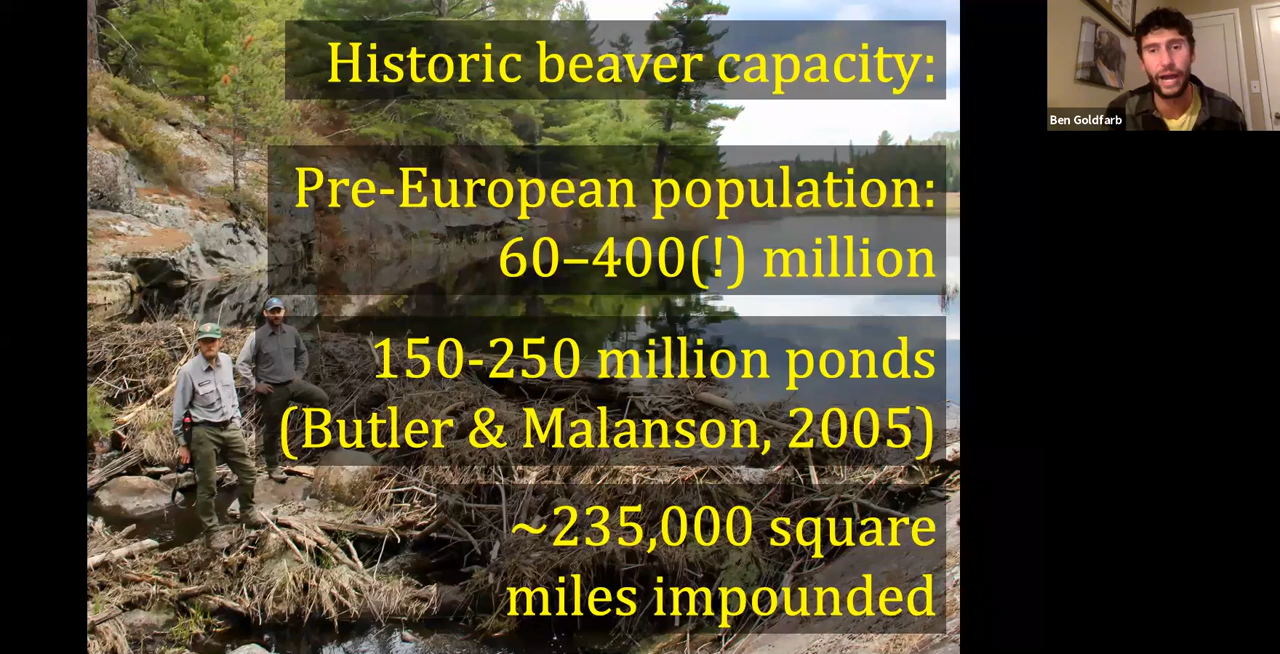 Historic beaver capacity:
Pre-European population:
60–400(!) million
150-250 million ponds
(Butler & Malanson, 2005)
~235,000 square
miles impounded
Ben Goldfarb